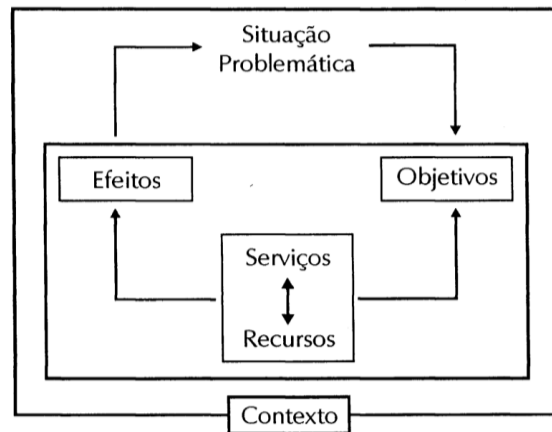 Situação
Problemática
Efeitos
Objetivos
Serviços
Recursos
Contexto